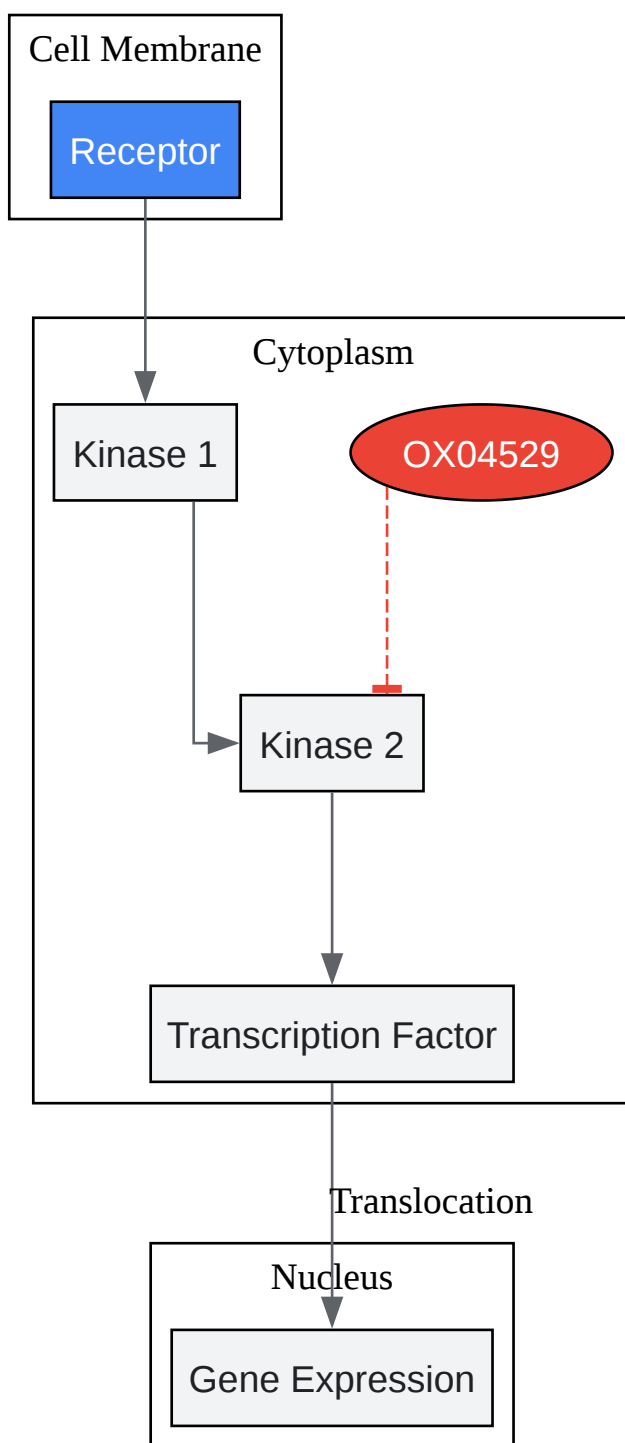 Cell Membrane
Receptor
Cytoplasm
Kinase 1
OX04529
Kinase 2
Transcription Factor
Translocation
Nucleus
Gene Expression